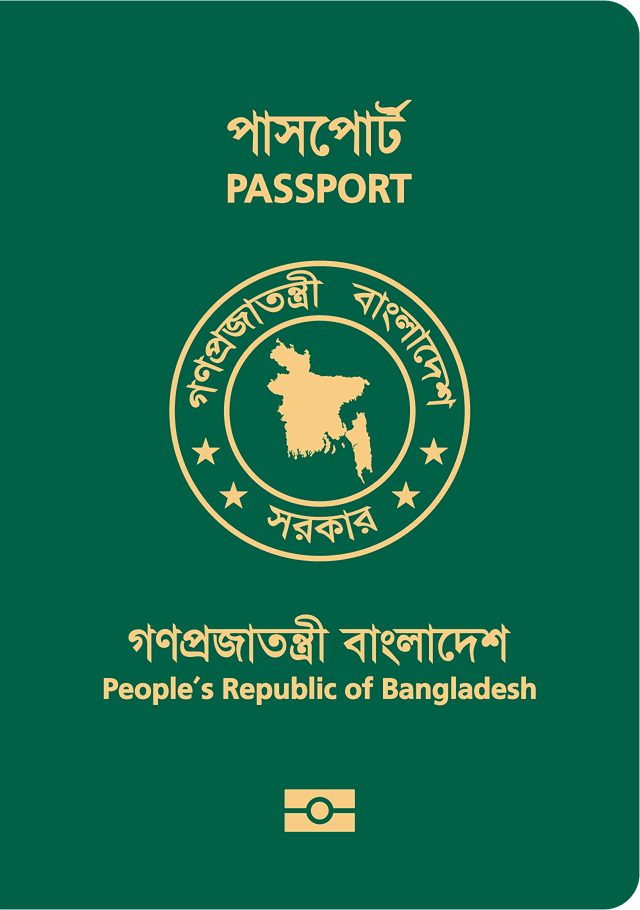 পাসপোর্ট
PASSPORT
গণপ্রজাতন্ত্রী বাংলাদেশ
সরকার
গণপ্রজাতন্ত্রী বাংলাদেশ
People's Republic of Bangladesh